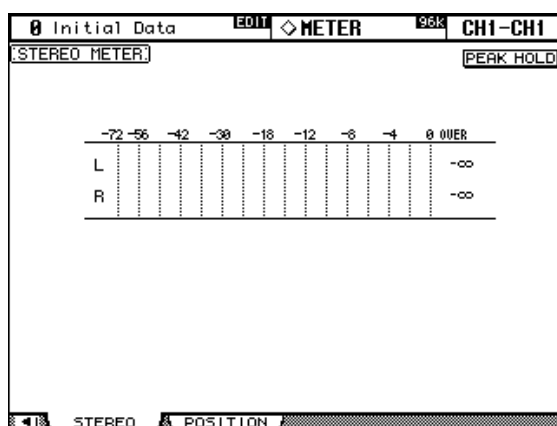 0 Initial Data EDIT ◇METER 96k CH1-CH1
STEREO METER PEAK HOLD
-72 -56 -42 -30 -18 -12 -8 -4 0 OVER
L -∞
R -∞
STEREO POSITION